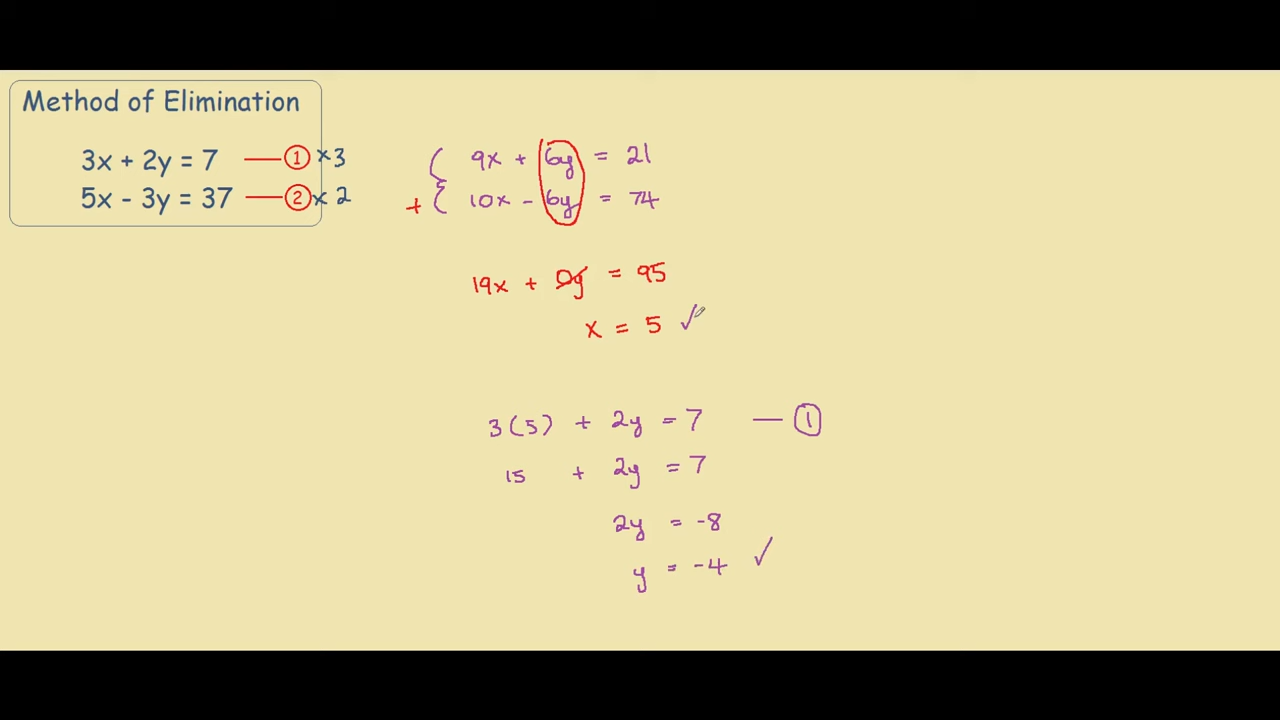 Method of Elimination
3x + 2y = 7 —— ① ×3
5x - 3y = 37 —— ② × 2
{ 9x + 6y = 21
+ { 10x - 6y = 74
19x + 0y = 95
x = 5 ✓
3(5) + 2y = 7 — ①
15 + 2y = 7
2y = -8
y = -4 ✓